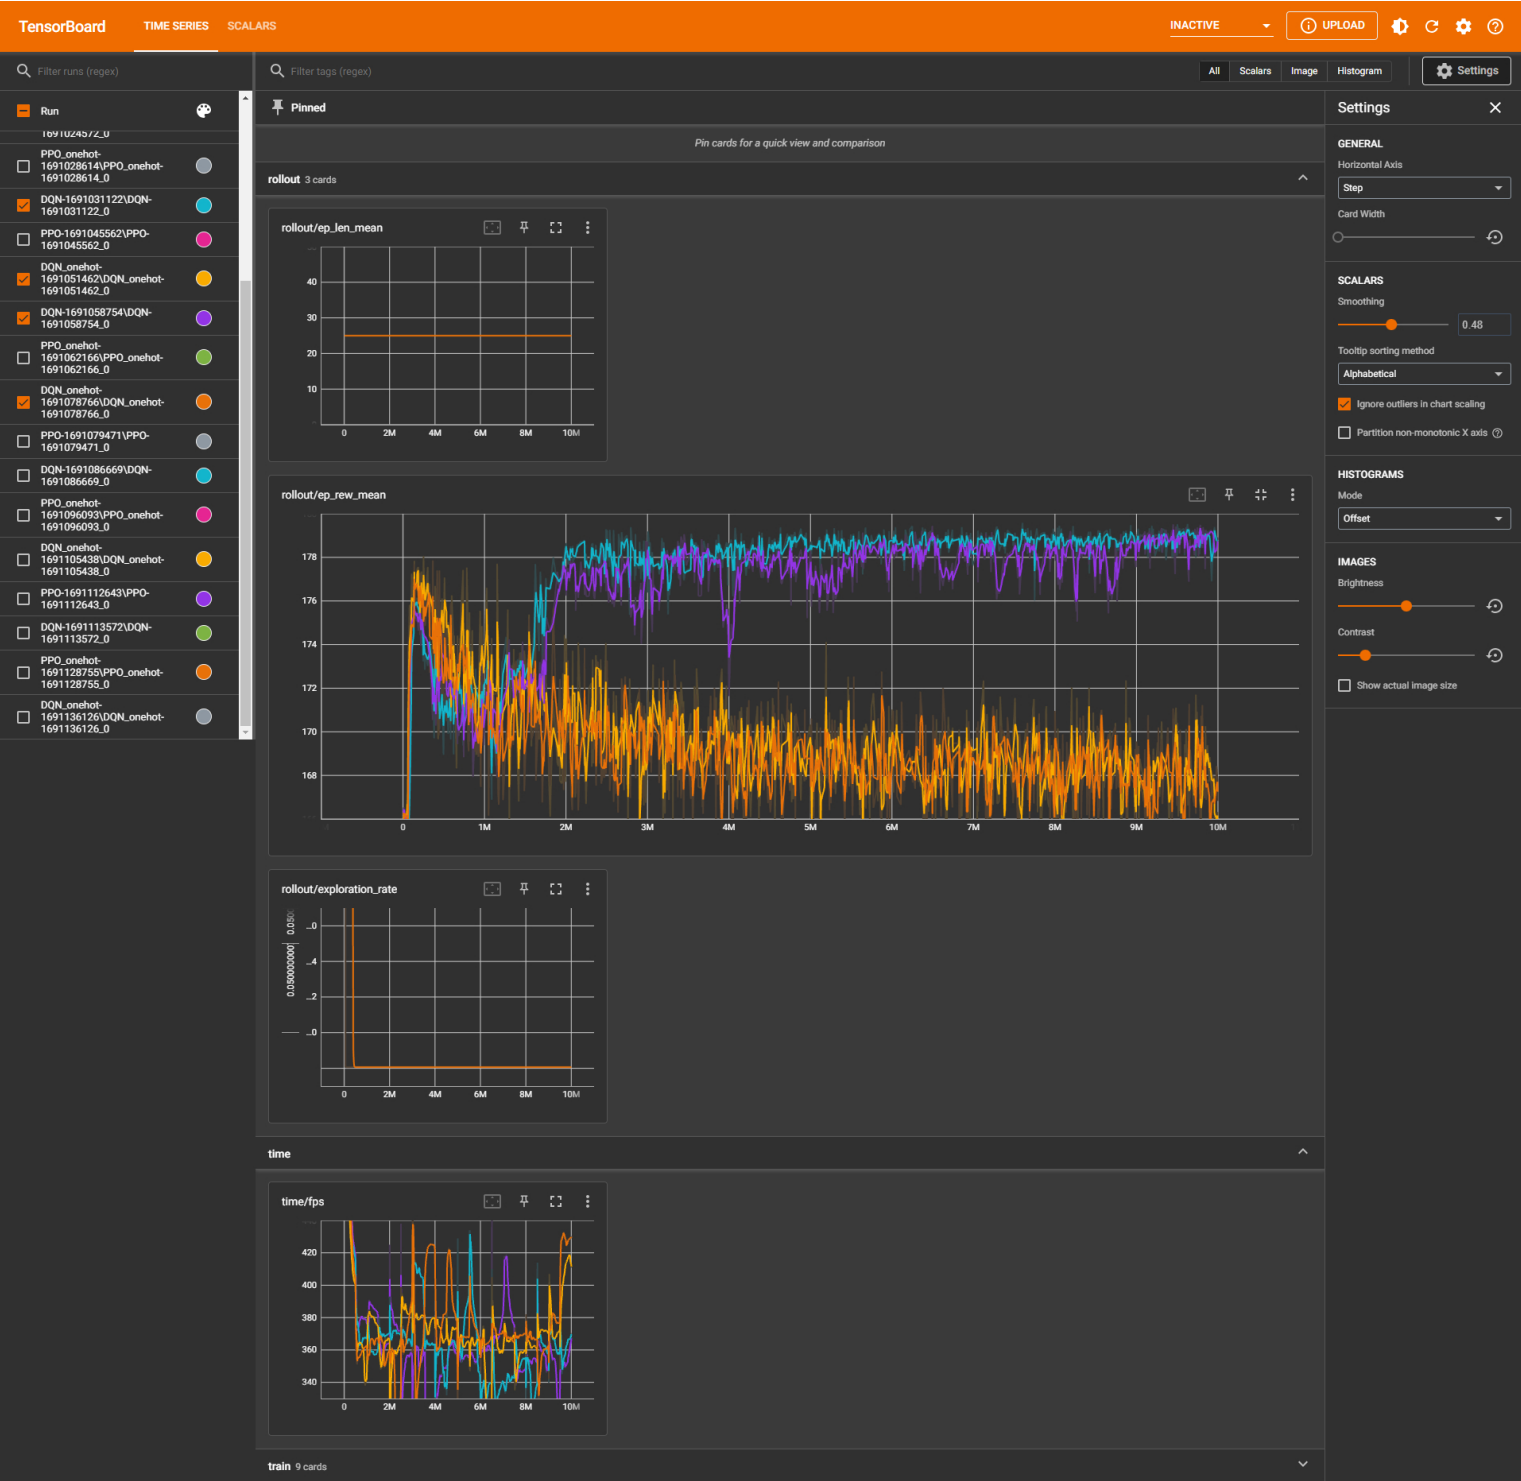 TensorBoard
TIME SERIES
SCALARS
INACTIVE
UPLOAD
Filter runs (regex)
Filter tags (regex)
All
Scalars
Image
Histogram
Settings
Run
1691024572_0
PPO_onehot-
1691028614\PPO_onehot-
1691028614_0
DQN-1691031122\DQN-
1691031122_0
PPO-1691045562\PPO-
1691045562_0
DQN_onehot-
1691051462\DQN_onehot-
1691051462_0
DQN-1691058754\DQN-
1691058754_0
PPO_onehot-
1691062166\PPO_onehot-
1691062166_0
DQN_onehot-
1691078766\DQN_onehot-
1691078766_0
PPO-1691079471\PPO-
1691079471_0
DQN-1691086669\DQN-
1691086669_0
PPO_onehot-
1691096093\PPO_onehot-
1691096093_0
DQN_onehot-
1691105438\DQN_onehot-
1691105438_0
PPO-1691112643\PPO-
1691112643_0
DQN-1691113572\DQN-
1691113572_0
PPO_onehot-
1691128755\PPO_onehot-
1691128755_0
DQN_onehot-
1691136126\DQN_onehot-
1691136126_0
Pinned
Pin cards for a quick view and comparison
rollout 3 cards
rollout/ep_len_mean
40
30
20
10
0 2M 4M 6M 8M 10M
rollout/ep_rew_mean
178
176
174
172
170
168
0 1M 2M 3M 4M 5M 6M 7M 8M 9M 10M
rollout/exploration_rate
0.050000000
0.050
...0
...4
...2
...0
0 2M 4M 6M 8M 10M
time
time/fps
420
400
380
360
340
0 2M 4M 6M 8M 10M
train 9 cards
Settings
GENERAL
Horizontal Axis
Step
Card Width
SCALARS
Smoothing
0.48
Tooltip sorting method
Alphabetical
Ignore outliers in chart scaling
Partition non-monotonic X axis
HISTOGRAMS
Mode
Offset
IMAGES
Brightness
Contrast
Show actual image size